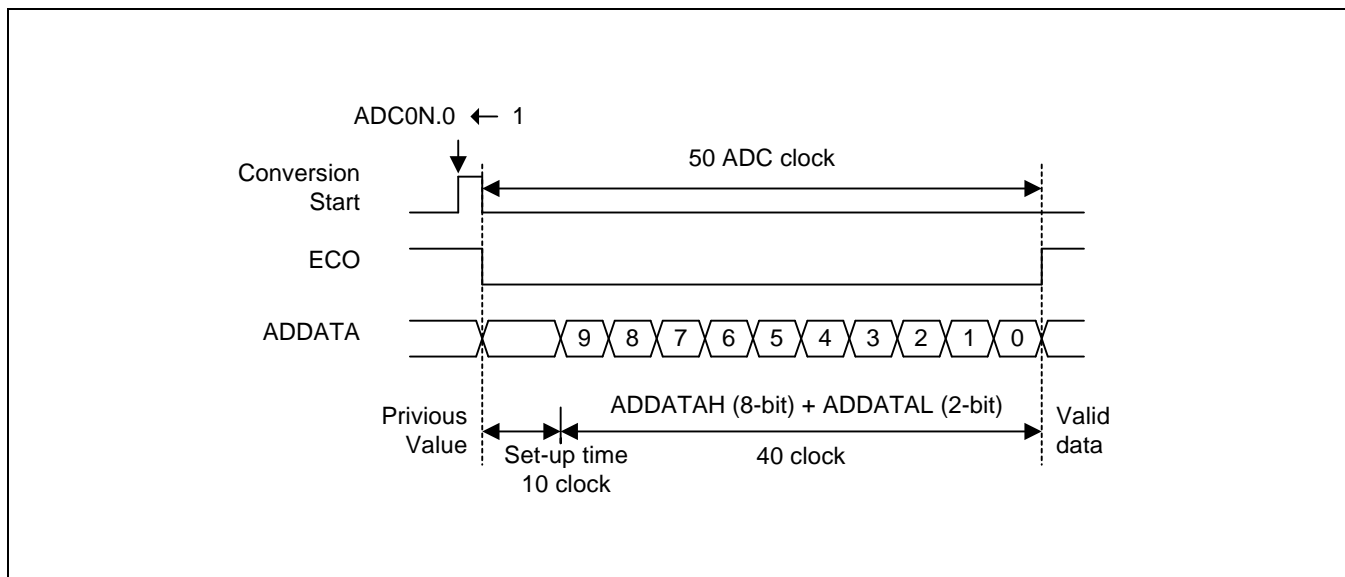 ADC0N.0 ← 1
50 ADC clock
Conversion
Start
ECO
ADDATA
9 8 7 6 5 4 3 2 1 0
ADDATAH (8-bit) + ADDATAL (2-bit)
Privious
Value
Set-up time
10 clock
40 clock
Valid
data